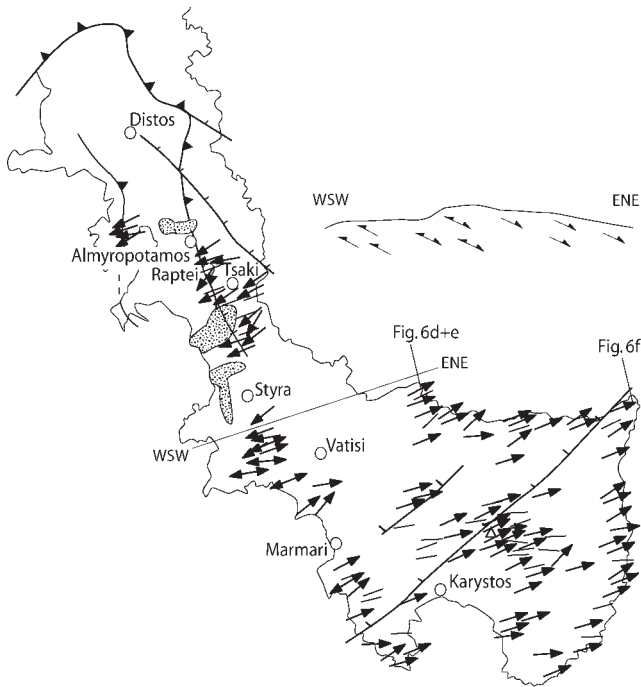 Distos
WSW
ENE
Almyropotamos
Raptei
Tsaki
Fig.6d+e
Fig.6f
ENE
Styra
WSW
Vatisi
Marmari
Karystos